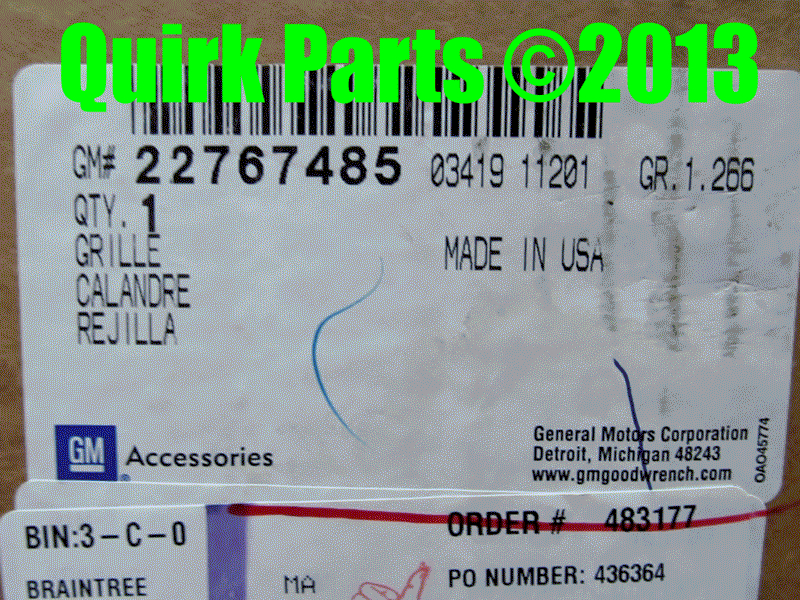 Quirk Parts ©2013
GM# 22767485 03419 11201 GR.1.266
QTY. 1
GRILLE MADE IN USA
CALANDRE
REJILLA
GM Accessories
General Motors Corporation
Detroit, Michigan 48243
www.gmgoodwrench.com
OAO45774
BIN:3-C-0
ORDER # 483177
BRAINTREE MA
PO NUMBER: 436364